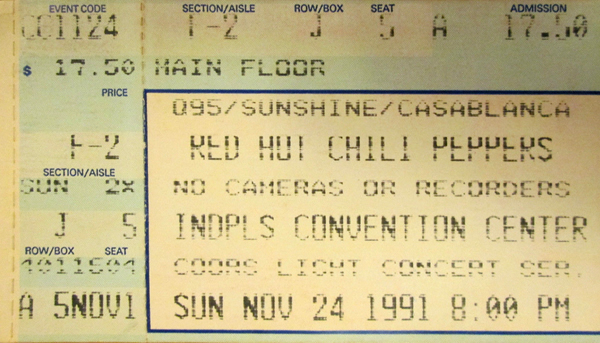 EVENT CODE SECTION/AISLE ROW/BOX SEAT ADMISSION
CC1124 F-2 J 5 A 17.50
$ 17.50 MAIN FLOOR
PRICE
Q95/SUNSHINE/CASABLANCA
F-2 RED HOT CHILI PEPPERS
SECTION/AISLE
SUN 2X NO CAMERAS OR RECORDERS
J 5 INDPLS CONVENTION CENTER
ROW/BOX SEAT
COORS LIGHT CONCERT SER.
A 5NOV1 SUN NOV 24 1991 8:00 PM